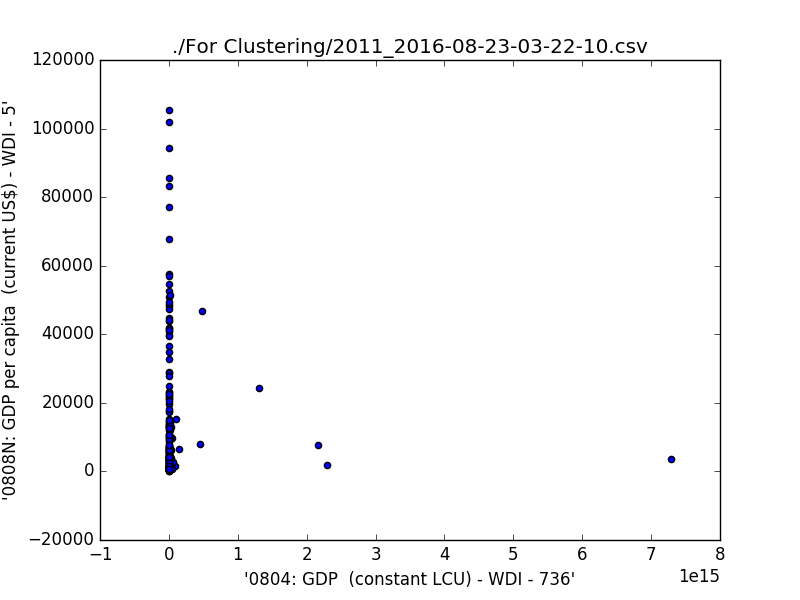 ./For Clustering/2011_2016-08-23-03-22-10.csv
120000
100000
80000
60000
40000
20000
0
−20000
'0808N: GDP per capita  (current US$) - WDI - 5'
−1 0 1 2 3 4 5 6 7 8
1e15
'0804: GDP  (constant LCU) - WDI - 736'